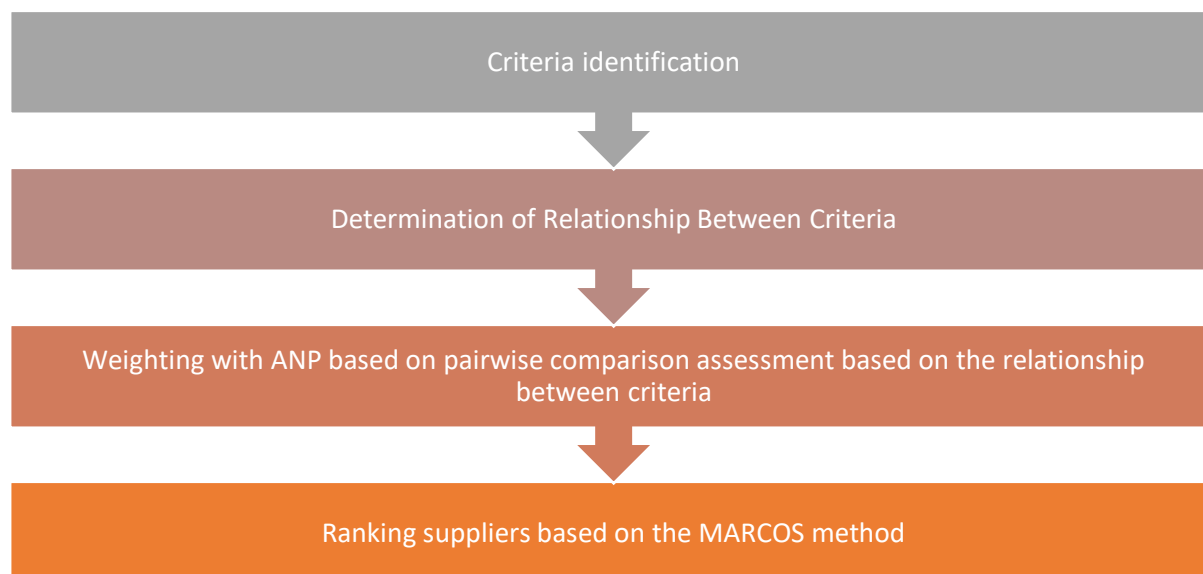 Criteria identification
Determination of Relationship Between Criteria
Weighting with ANP based on pairwise comparison assessment based on the relationship
between criteria
Ranking suppliers based on the MARCOS method